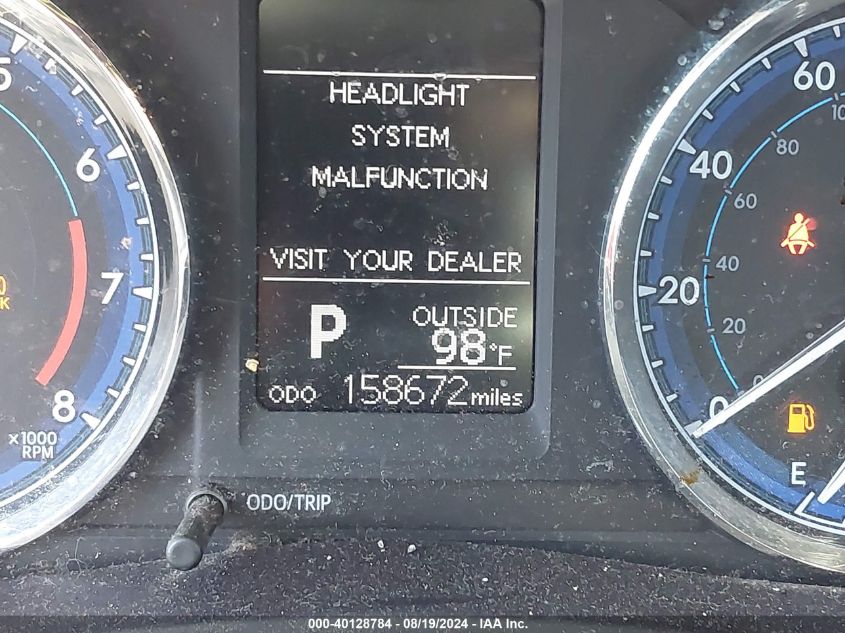 HEADLIGHT
SYSTEM
MALFUNCTION
VISIT YOUR DEALER
P
OUTSIDE
98°F
ODO 158672 miles
5
6
7
8
x1000
RPM
60
40
20
0
80
60
40
20
E
ODO/TRIP
000-40128784 - 08/19/2024 - IAA Inc.